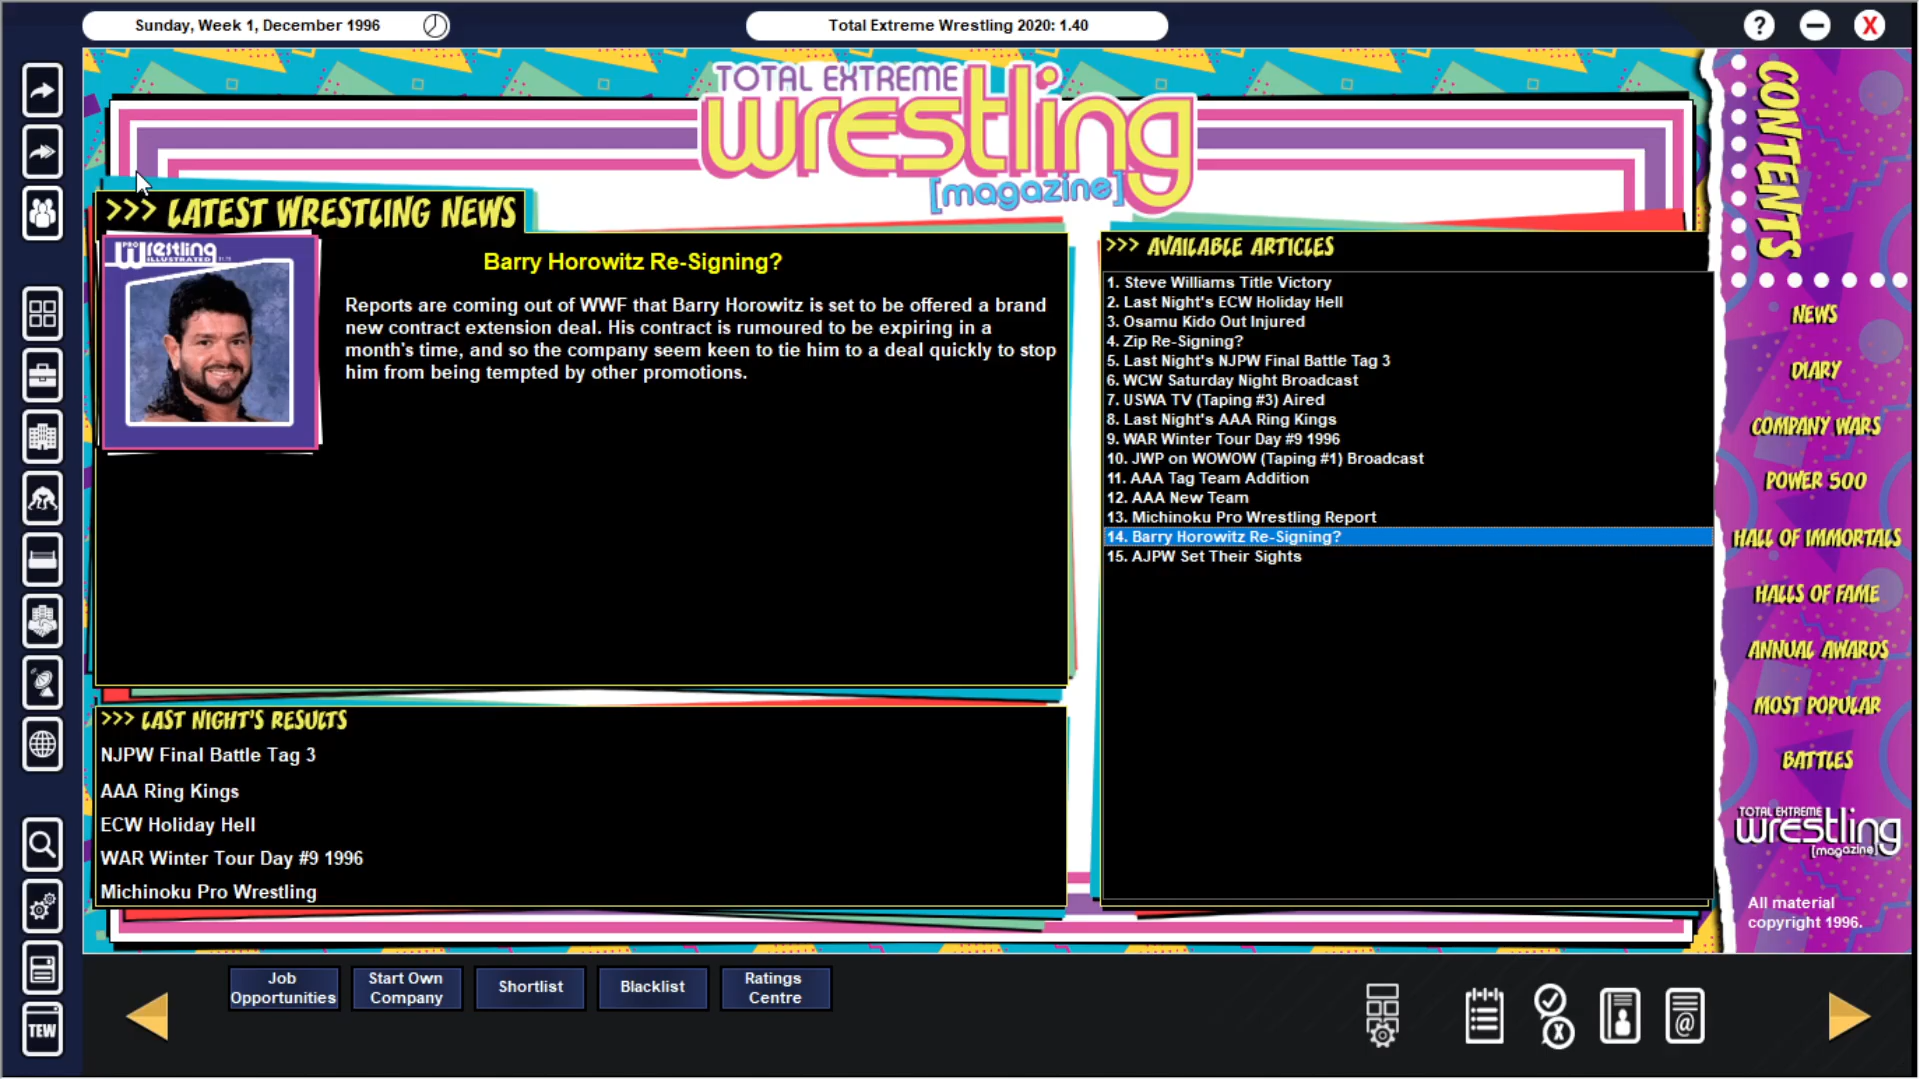 Sunday, Week 1, December 1996
Total Extreme Wrestling 2020: 1.40
?
X
TOTAL EXTREME
wrestling
[magazine]
CONTENTS
>>> LATEST WRESTLING NEWS
PRO
Wrestling
ILLUSTRATED
Barry Horowitz Re-Signing?
Reports are coming out of WWF that Barry Horowitz is set to be offered a brand
new contract extension deal. His contract is rumoured to be expiring in a
month's time, and so the company seem keen to tie him to a deal quickly to stop
him from being tempted by other promotions.
>>> AVAILABLE ARTICLES
1. Steve Williams Title Victory
2. Last Night's ECW Holiday Hell
3. Osamu Kido Out Injured
4. Zip Re-Signing?
5. Last Night's NJPW Final Battle Tag 3
6. WCW Saturday Night Broadcast
7. USWA TV (Taping #3) Aired
8. Last Night's AAA Ring Kings
9. WAR Winter Tour Day #9 1996
10. JWP on WOWOW (Taping #1) Broadcast
11. AAA Tag Team Addition
12. AAA New Team
13. Michinoku Pro Wrestling Report
14. Barry Horowitz Re-Signing?
15. AJPW Set Their Sights
>>> LAST NIGHT'S RESULTS
NJPW Final Battle Tag 3
AAA Ring Kings
ECW Holiday Hell
WAR Winter Tour Day #9 1996
Michinoku Pro Wrestling
NEWS
DIARY
COMPANY WARS
POWER 500
HALL OF IMMORTALS
HALLS OF FAME
ANNUAL AWARDS
MOST POPULAR
BATTLES
TOTAL EXTREME
wrestling
[magazine]
All material
copyright 1996.
TEW
Job
Opportunities
Start Own
Company
Shortlist
Blacklist
Ratings
Centre
@